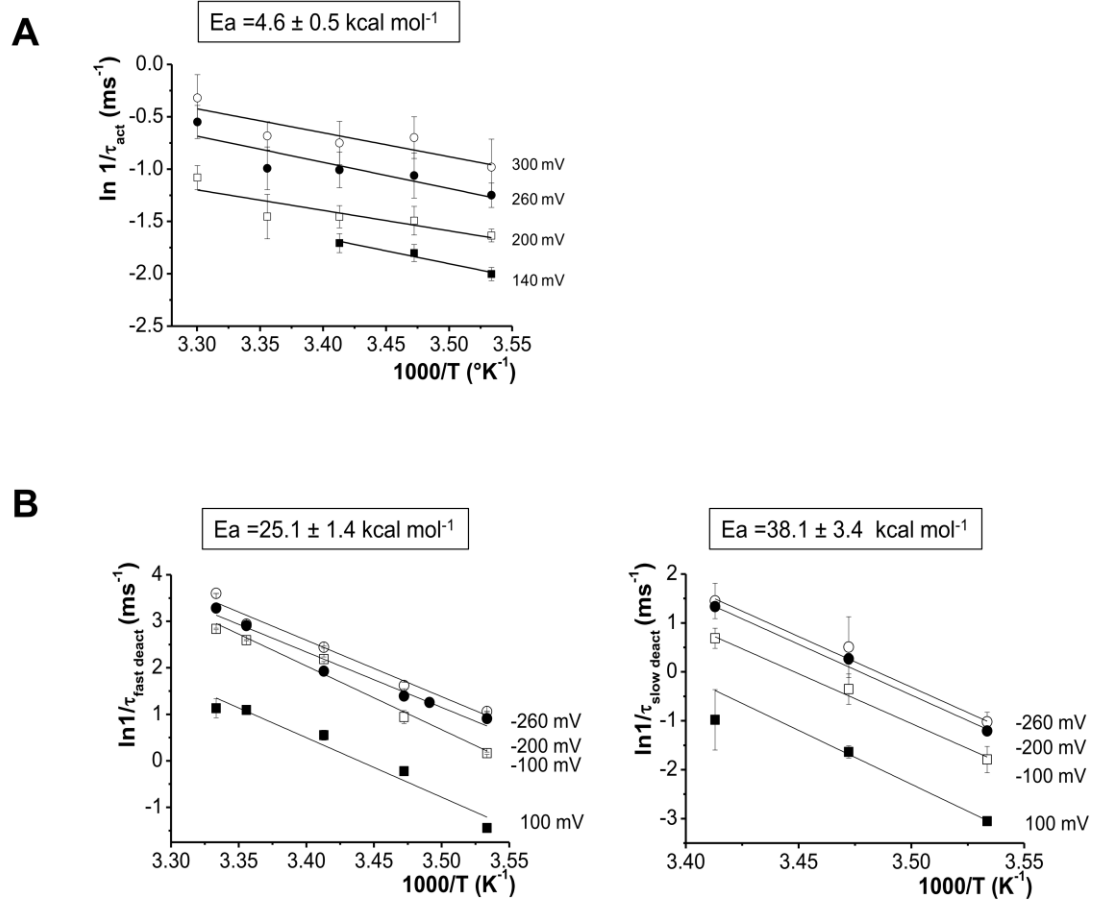 A
Ea =4.6 ± 0.5 kcal mol⁻¹
ln 1/τact (ms⁻¹)
0.0
-0.5
-1.0
-1.5
-2.0
-2.5
300 mV
260 mV
200 mV
140 mV
3.30 3.35 3.40 3.45 3.50 3.55
1000/T (°K⁻¹)
B
Ea =25.1 ± 1.4 kcal mol⁻¹
ln1/τfast deact (ms⁻¹)
4
3
2
1
0
-1
-260 mV
-200 mV
-100 mV
100 mV
3.30 3.35 3.40 3.45 3.50 3.55
1000/T (K⁻¹)
Ea =38.1 ± 3.4 kcal mol⁻¹
ln1/τslow deact (ms⁻¹)
2
1
0
-1
-2
-3
-260 mV
-200 mV
-100 mV
100 mV
3.40 3.45 3.50 3.55
1000/T (K⁻¹)